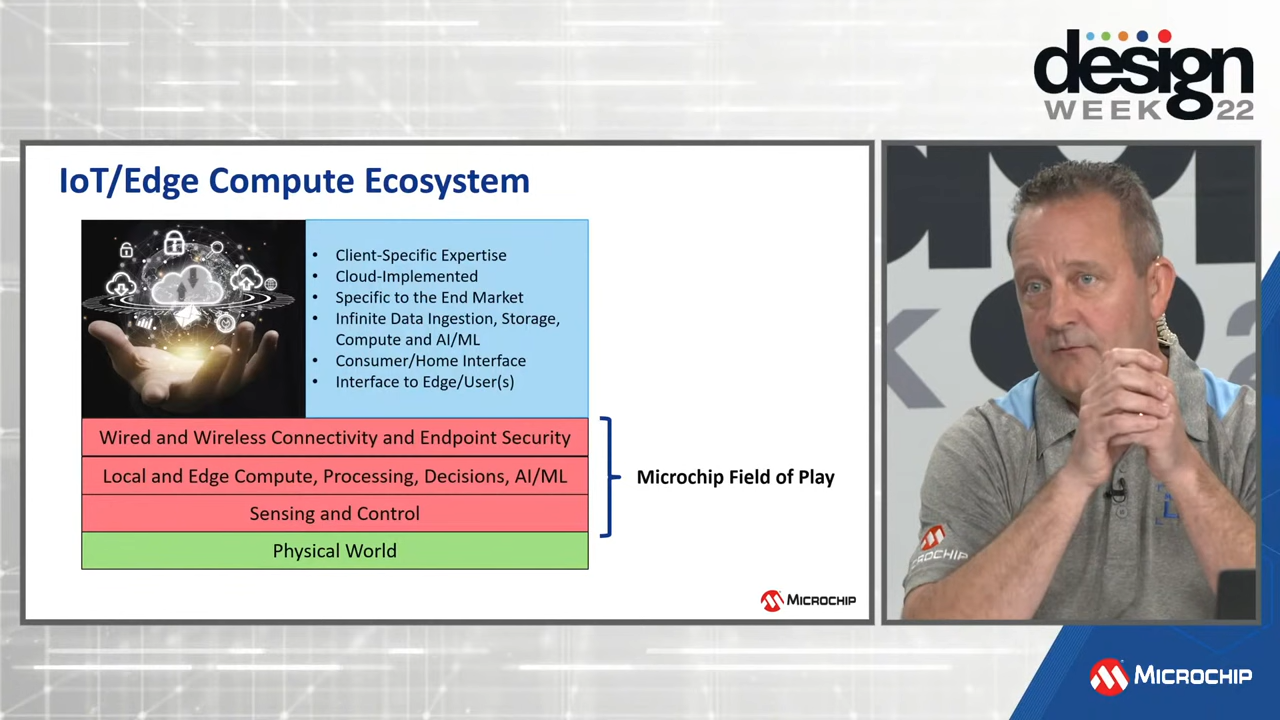 design
WEEK 22
IoT/Edge Compute Ecosystem
• Client-Specific Expertise
• Cloud-Implemented
• Specific to the End Market
• Infinite Data Ingestion, Storage,
Compute and AI/ML
• Consumer/Home Interface
• Interface to Edge/User(s)
Wired and Wireless Connectivity and Endpoint Security
Local and Edge Compute, Processing, Decisions, AI/ML
Sensing and Control
Physical World
Microchip Field of Play
MICROCHIP
MICROCHIP